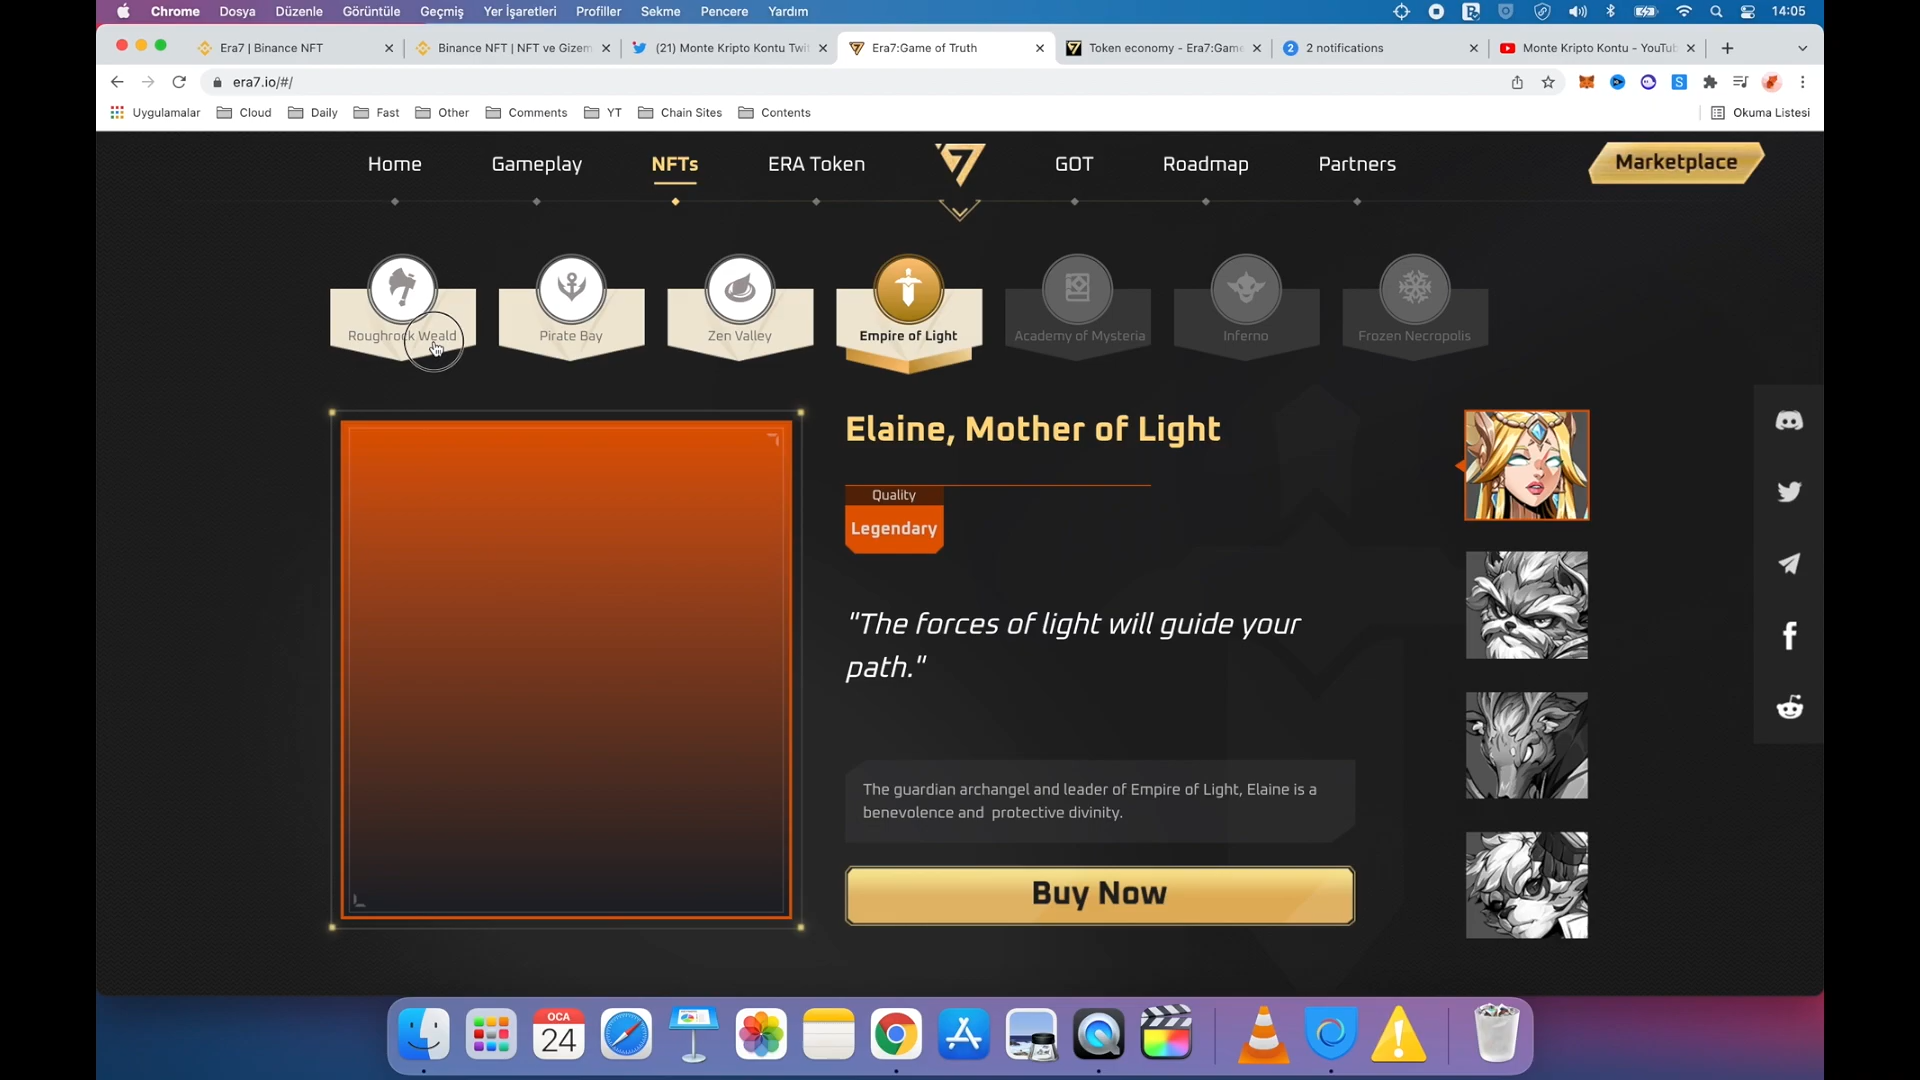 Chrome Dosya Düzenle Görüntüle Geçmiş Yer İşaretleri Profiller Sekme Pencere Yardım 14:05
Era7 | Binance NFT Binance NFT | NFT ve Gizem (21) Monte Kripto Kontu Twi Era7:Game of Truth Token economy - Era7:Game 2 2 notifications Monte Kripto Kontu - YouTu
era7.io/#/
Uygulamalar Cloud Daily Fast Other Comments YT Chain Sites Contents Okuma Listesi
Home Gameplay NFTs ERA Token GOT Roadmap Partners Marketplace
Roughrock Weald Pirate Bay Zen Valley Empire of Light Academy of Mysteria Inferno Frozen Necropolis
Elaine, Mother of Light
Quality
Legendary
"The forces of light will guide your
path."
The guardian archangel and leader of Empire of Light, Elaine is a
benevolence and protective divinity.
Buy Now
OCA
24